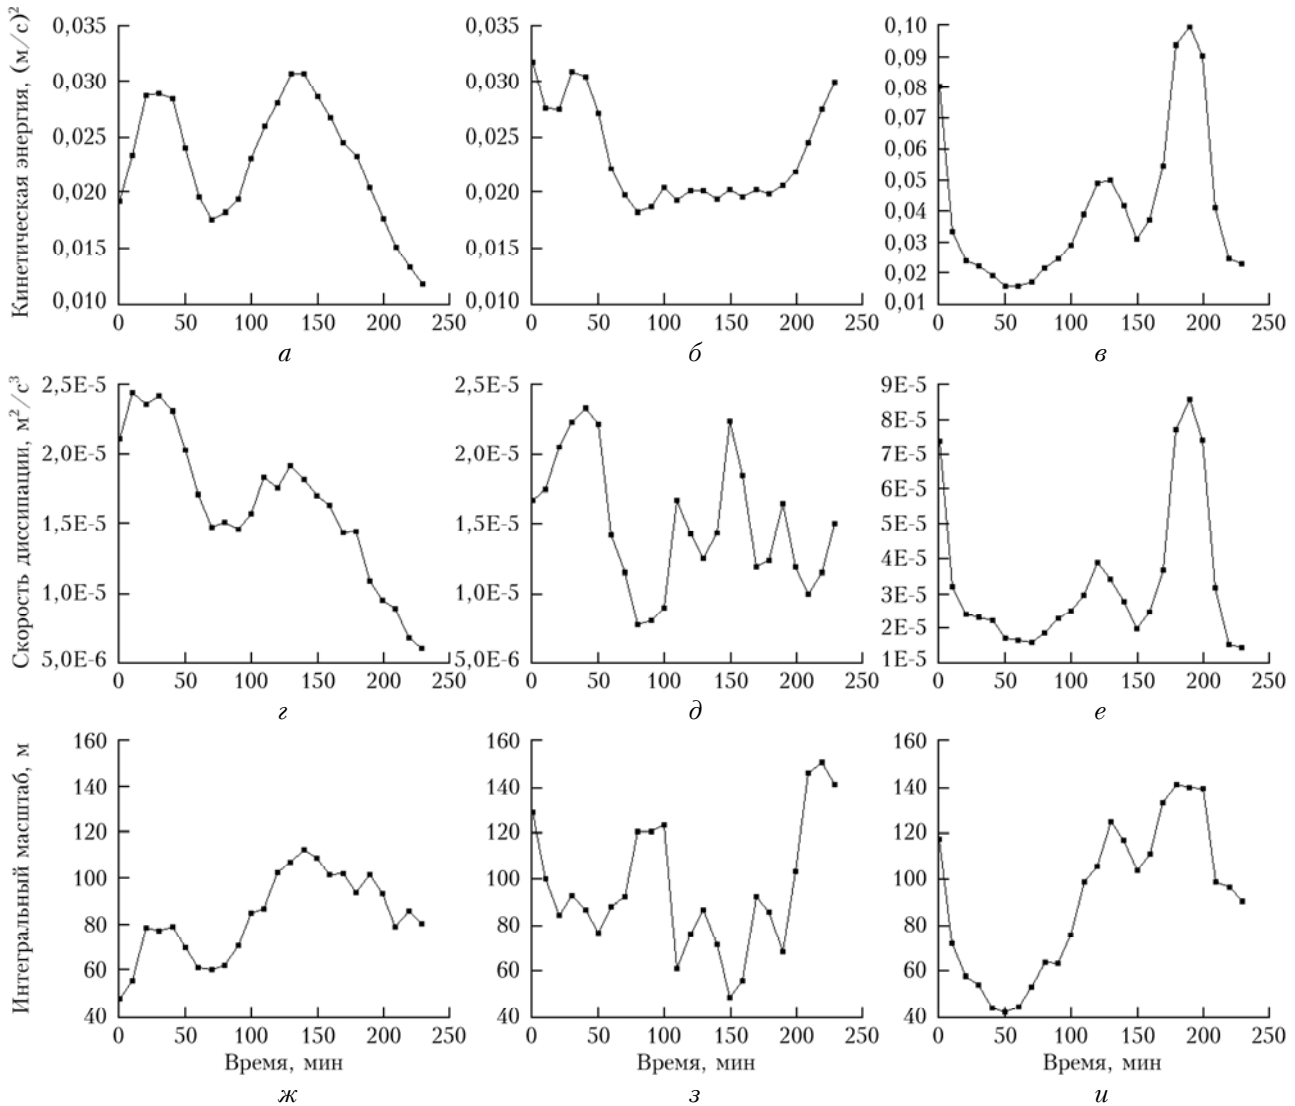 Кинетическая энергия, (м/с)²
0,035
0,030
0,025
0,020
0,015
0,010
0 50 100 150 200 250
а
0,035
0,030
0,025
0,020
0,015
0,010
0 50 100 150 200 250
б
0,10
0,09
0,08
0,07
0,06
0,05
0,04
0,03
0,02
0,01
0 50 100 150 200 250
в
Скорость диссипации, м²/с³
2,5E-5
2,0E-5
1,5E-5
1,0E-5
5,0E-6
0 50 100 150 200 250
г
2,5E-5
2,0E-5
1,5E-5
1,0E-5
5,0E-6
0 50 100 150 200 250
д
9E-5
8E-5
7E-5
6E-5
5E-5
4E-5
3E-5
2E-5
1E-5
0 50 100 150 200 250
е
Интегральный масштаб, м
160
140
120
100
80
60
40
0 50 100 150 200 250
Время, мин
ж
160
140
120
100
80
60
40
0 50 100 150 200 250
Время, мин
з
160
140
120
100
80
60
40
0 50 100 150 200 250
Время, мин
и